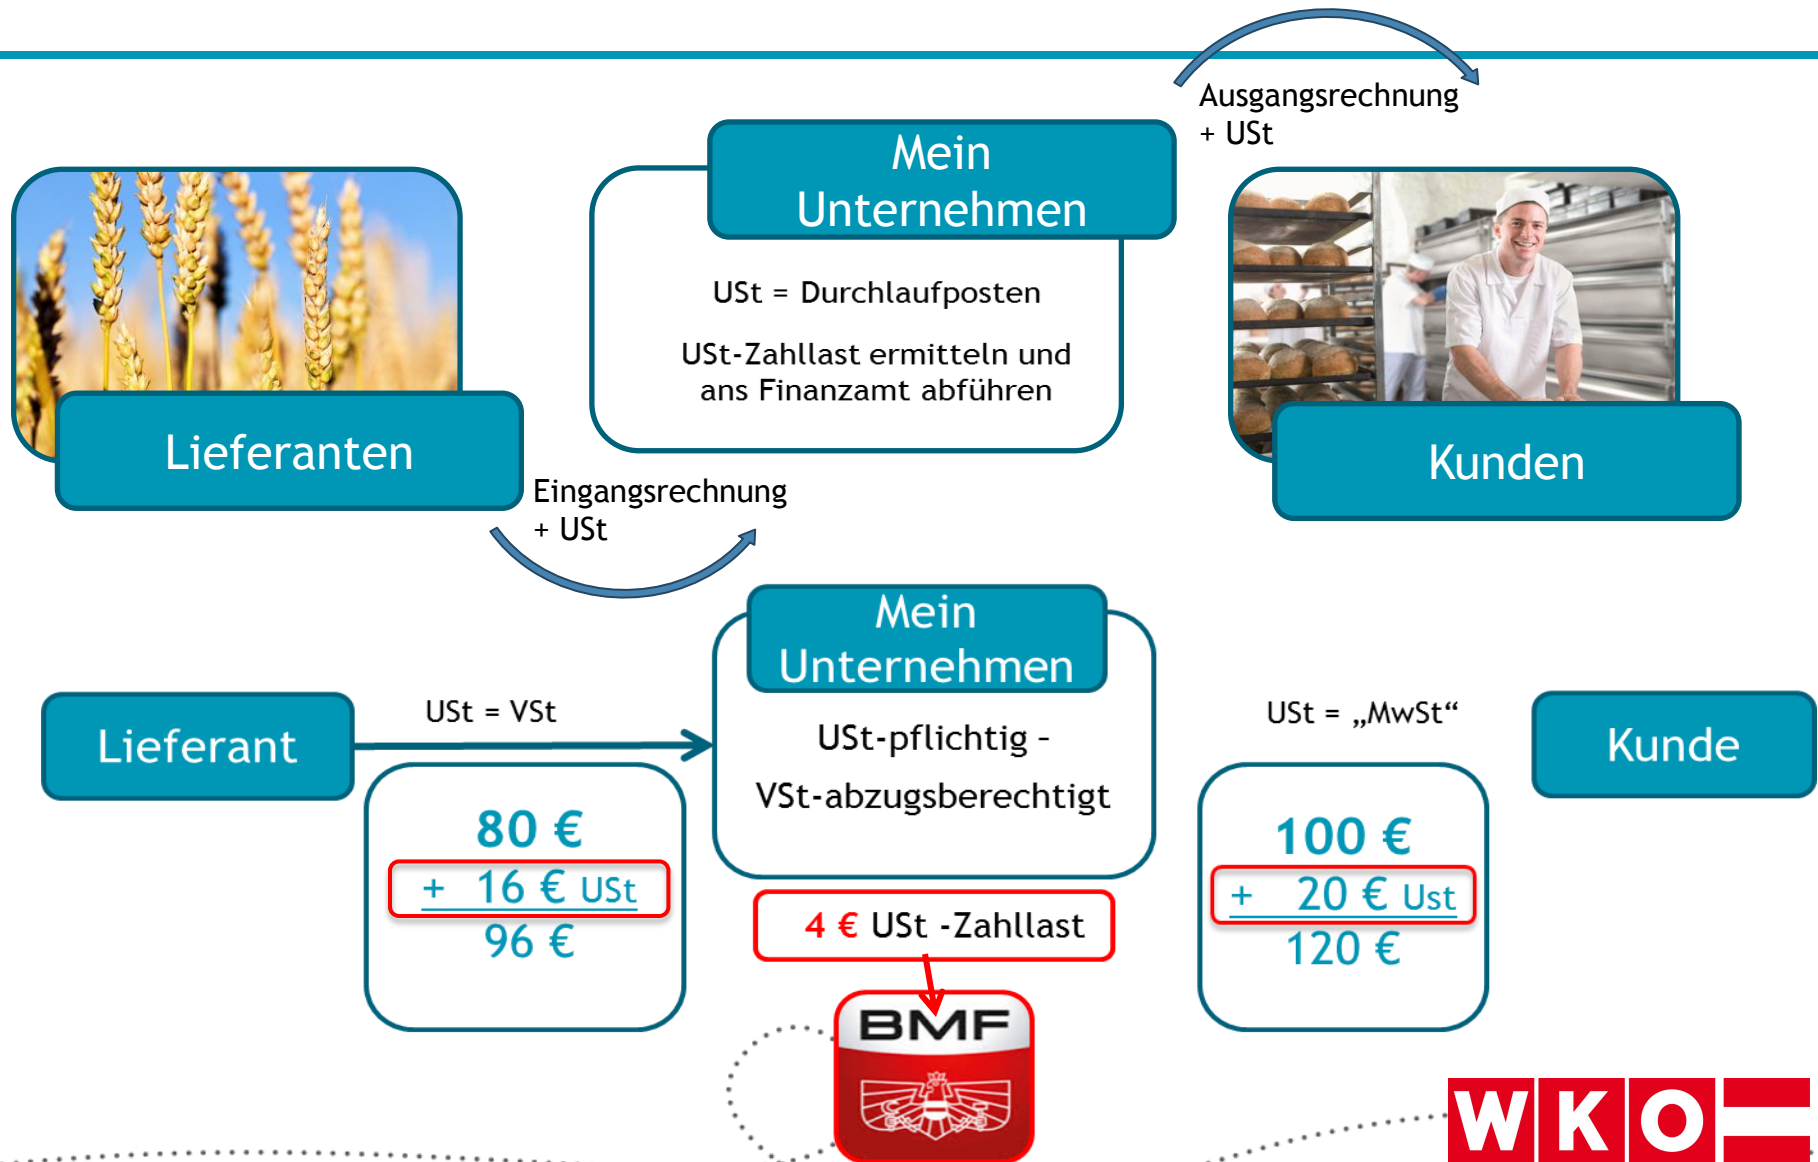 Ausgangsrechnung
+ USt
Mein
Unternehmen
USt = Durchlaufposten
USt-Zahllast ermitteln und
ans Finanzamt abführen
Lieferanten
Kunden
Eingangsrechnung
+ USt
Mein
Unternehmen
USt-pflichtig –
VSt-abzugsberechtigt
Lieferant
USt = VSt
80 €
+ 16 € USt
96 €
4 € USt -Zahllast
BMF
USt = „MwSt“
100 €
+ 20 € Ust
120 €
Kunde
WKO